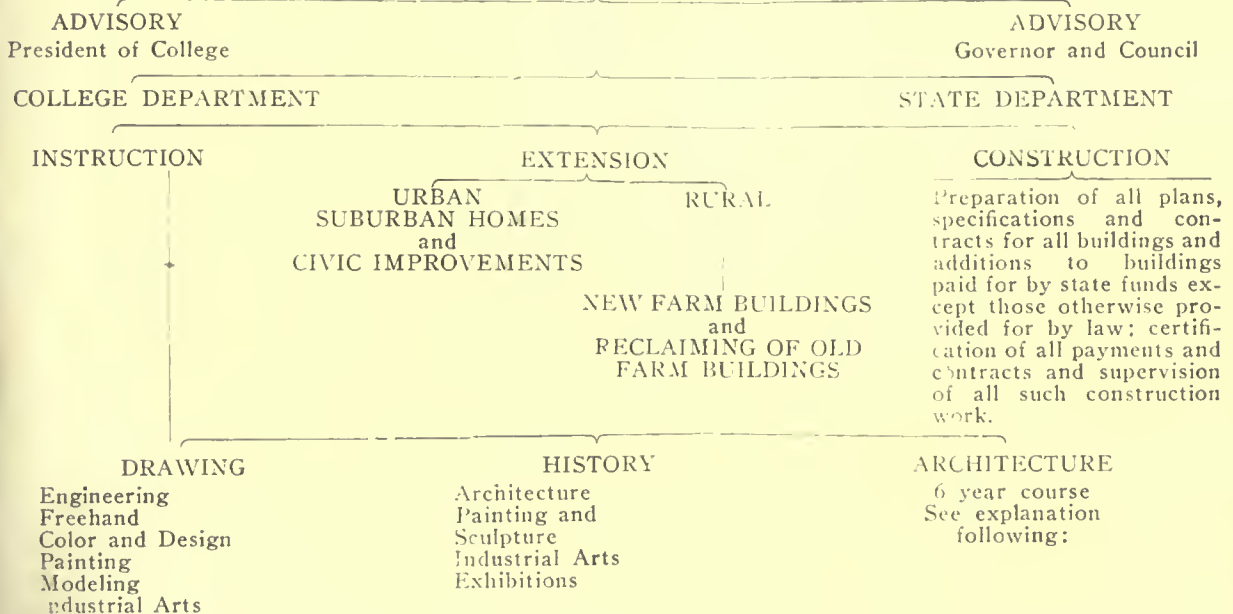 ADVISORY
President of College
ADVISORY
Governor and Council
COLLEGE DEPARTMENT
STATE DEPARTMENT
INSTRUCTION
EXTENSION
CONSTRUCTION
URBAN
SUBURBAN HOMES
and
CIVIC IMPROVEMENTS
RURAL
NEW FARM BUILDINGS
and
RECLAIMING OF OLD
FARM BUILDINGS
Preparation of all plans,
specifications and con-
tracts for all buildings and
additions to buildings
paid for by state funds ex-
cept those otherwise pro-
vided for by law; certifi-
cation of all payments and
contracts and supervision
of all such construction
work.
DRAWING
Engineering
Freehand
Color and Design
Painting
Modeling
Industrial Arts
HISTORY
Architecture
Painting and
Sculpture
Industrial Arts
Exhibitions
ARCHITECTURE
6 year course
See explanation
following: